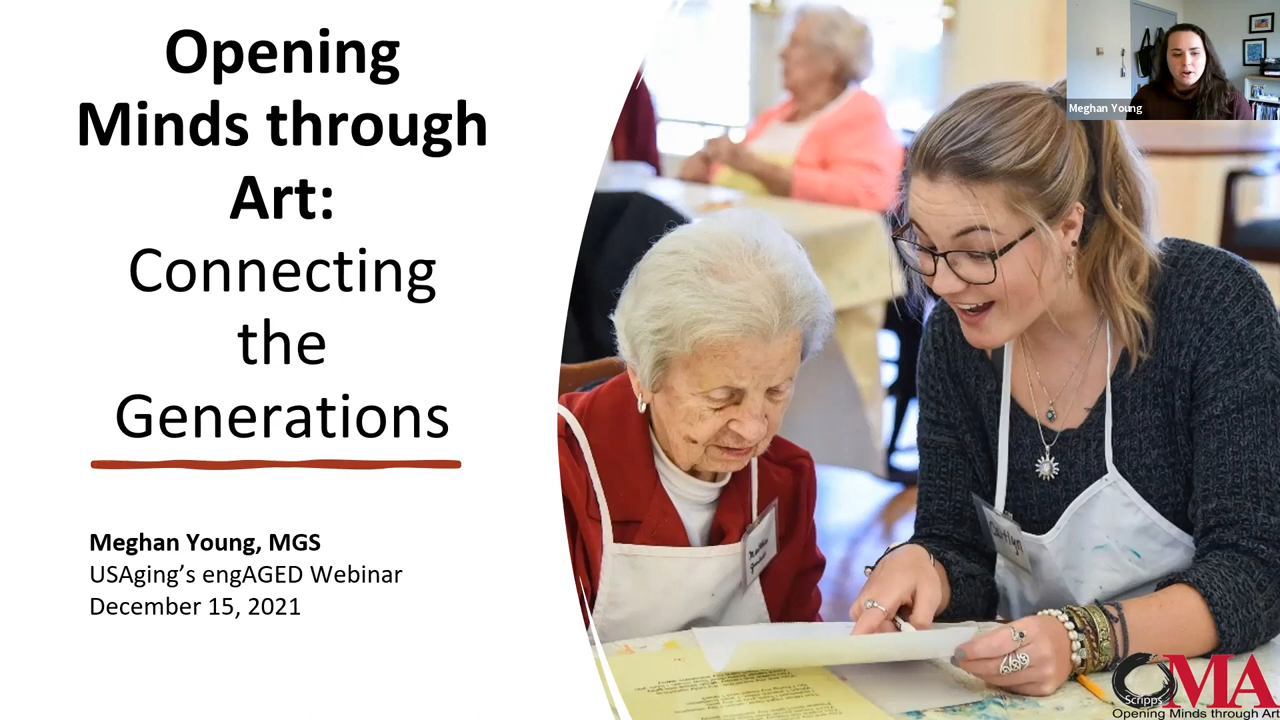 Opening
Minds through
Art:
Connecting
the
Generations
Meghan Young, MGS
USAging's engAGED Webinar
December 15, 2021
Meghan Young
Caitlyn
Scripps
OMA
Opening Minds through Art